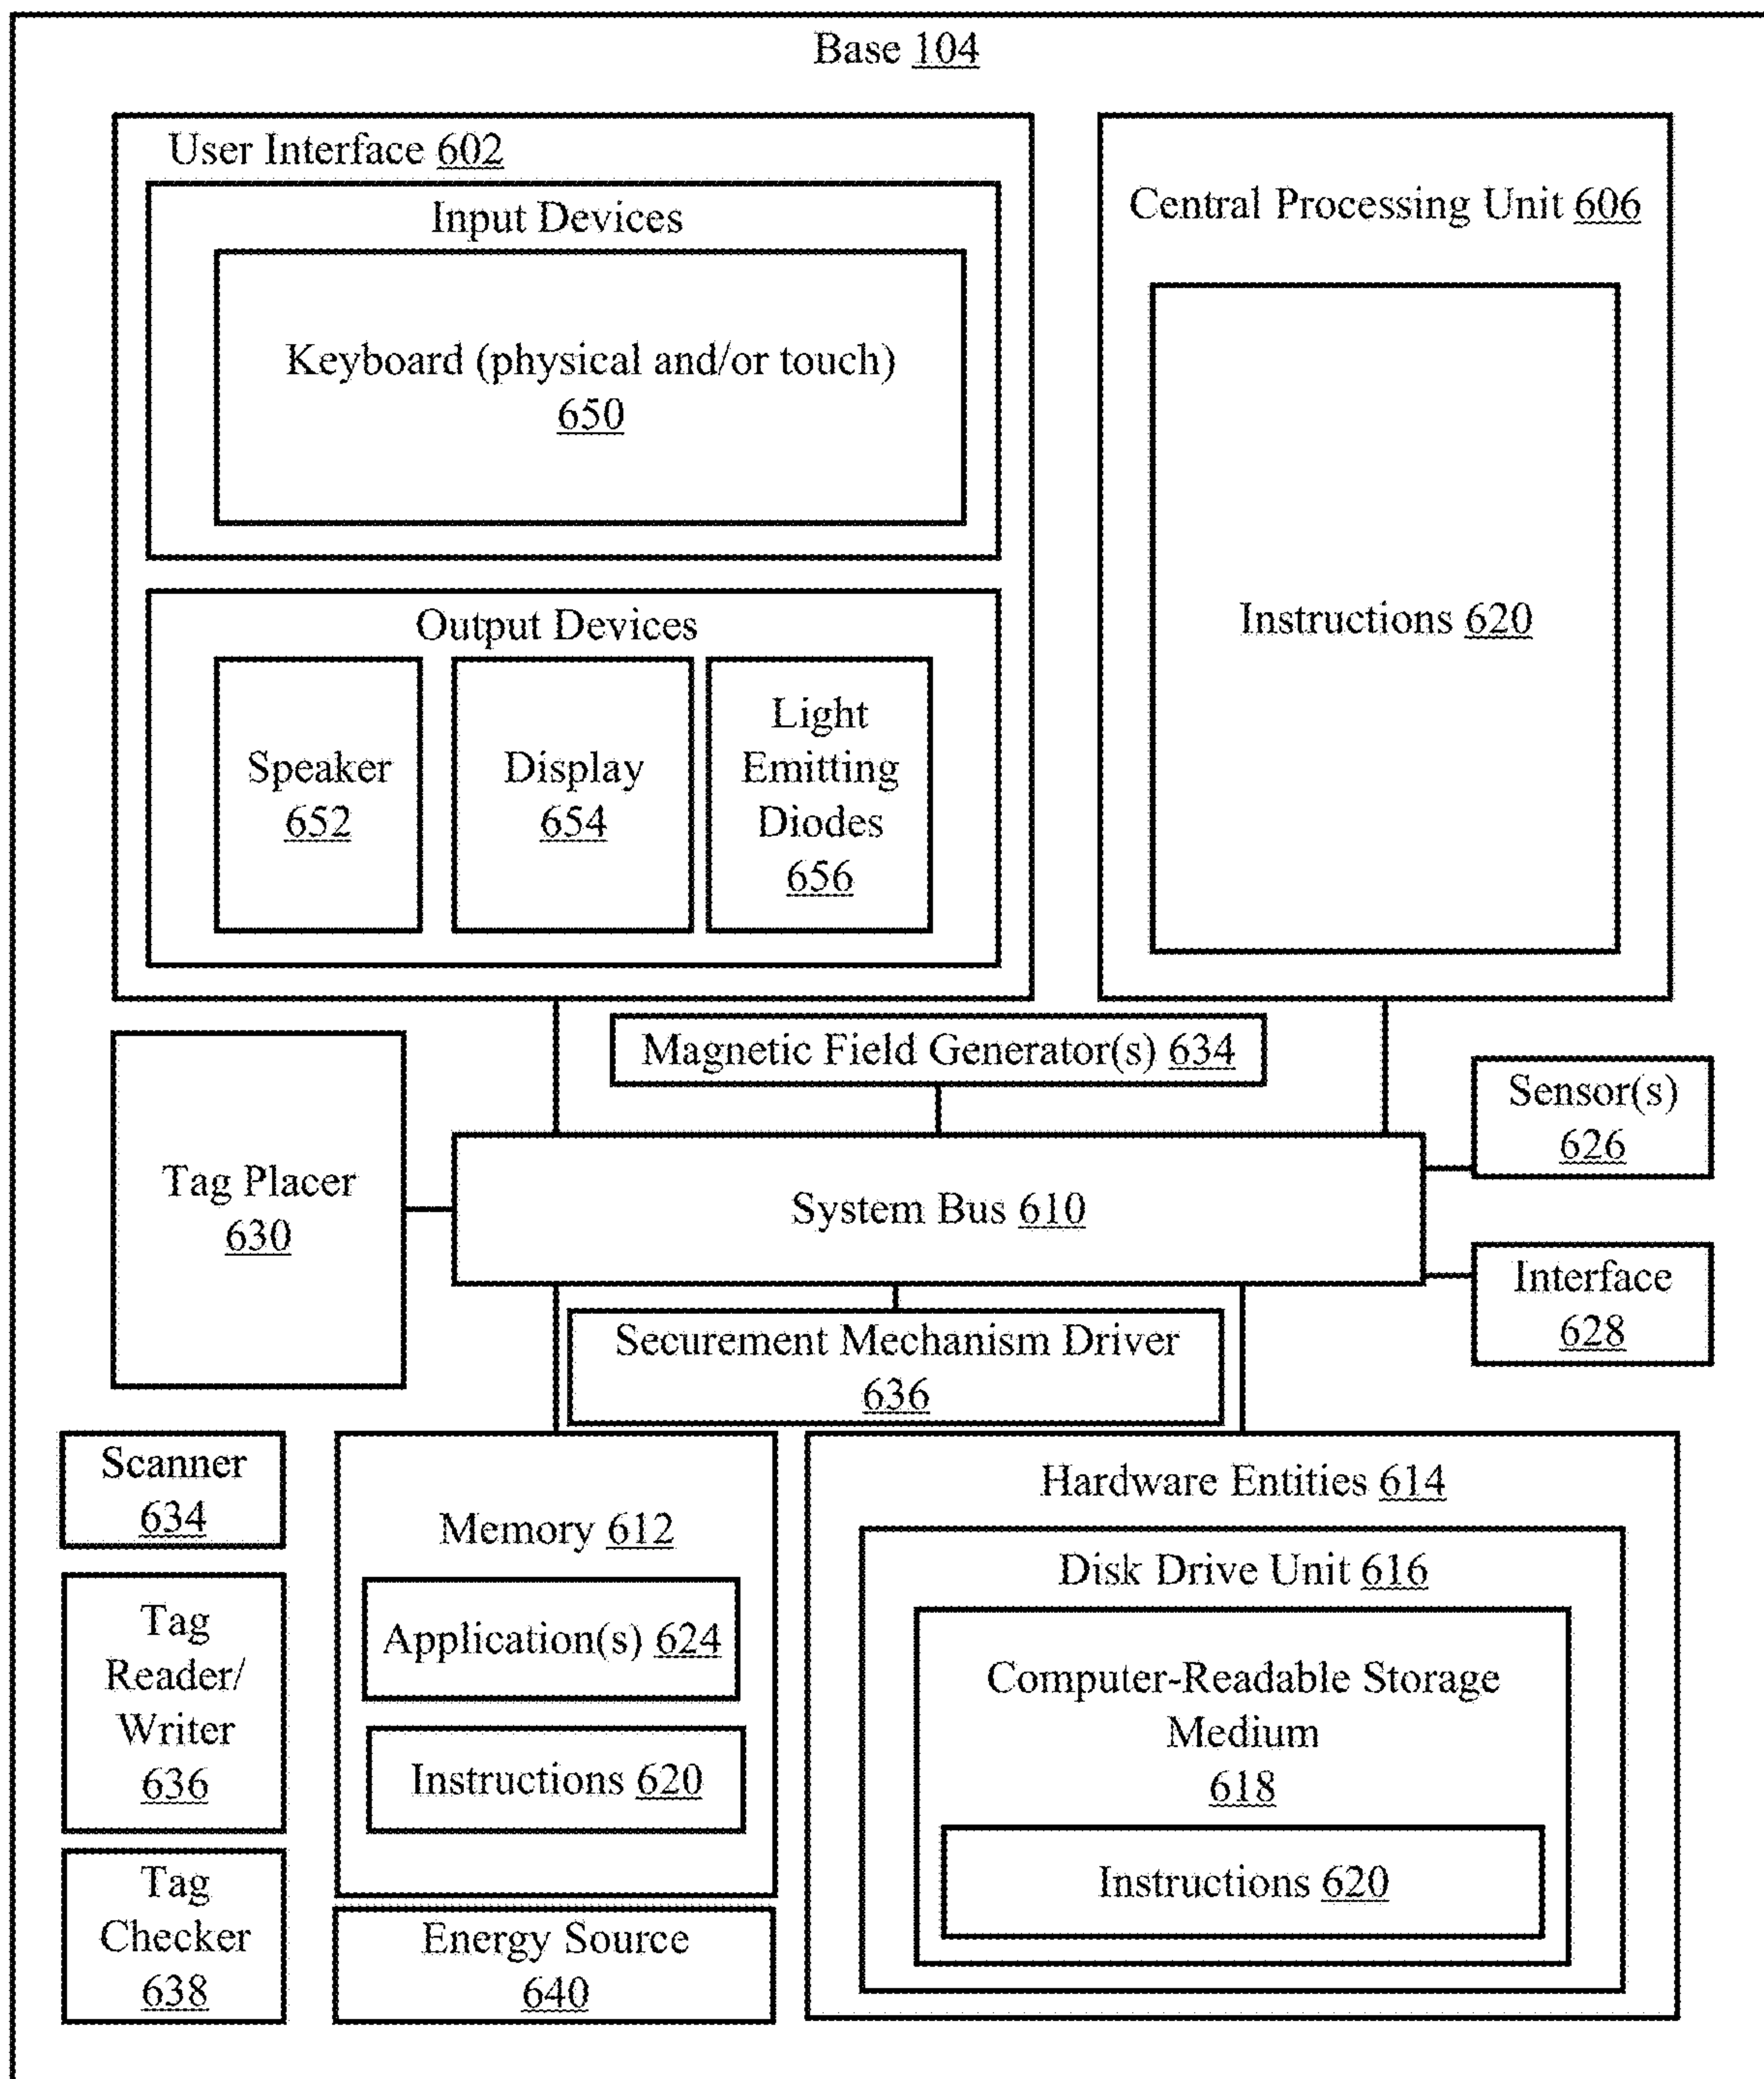 Base 104
User Interface 602
Input Devices
Keyboard (physical and/or touch)
650
Output Devices
Speaker
652
Display
654
Light
Emitting
Diodes
656
Central Processing Unit 606
Instructions 620
Magnetic Field Generator(s) 634
Sensor(s)
626
Tag Placer
630
System Bus 610
Interface
628
Securement Mechanism Driver
636
Scanner
634
Tag
Reader/
Writer
636
Tag
Checker
638
Memory 612
Application(s) 624
Instructions 620
Energy Source
640
Hardware Entities 614
Disk Drive Unit 616
Computer-Readable Storage
Medium
618
Instructions 620